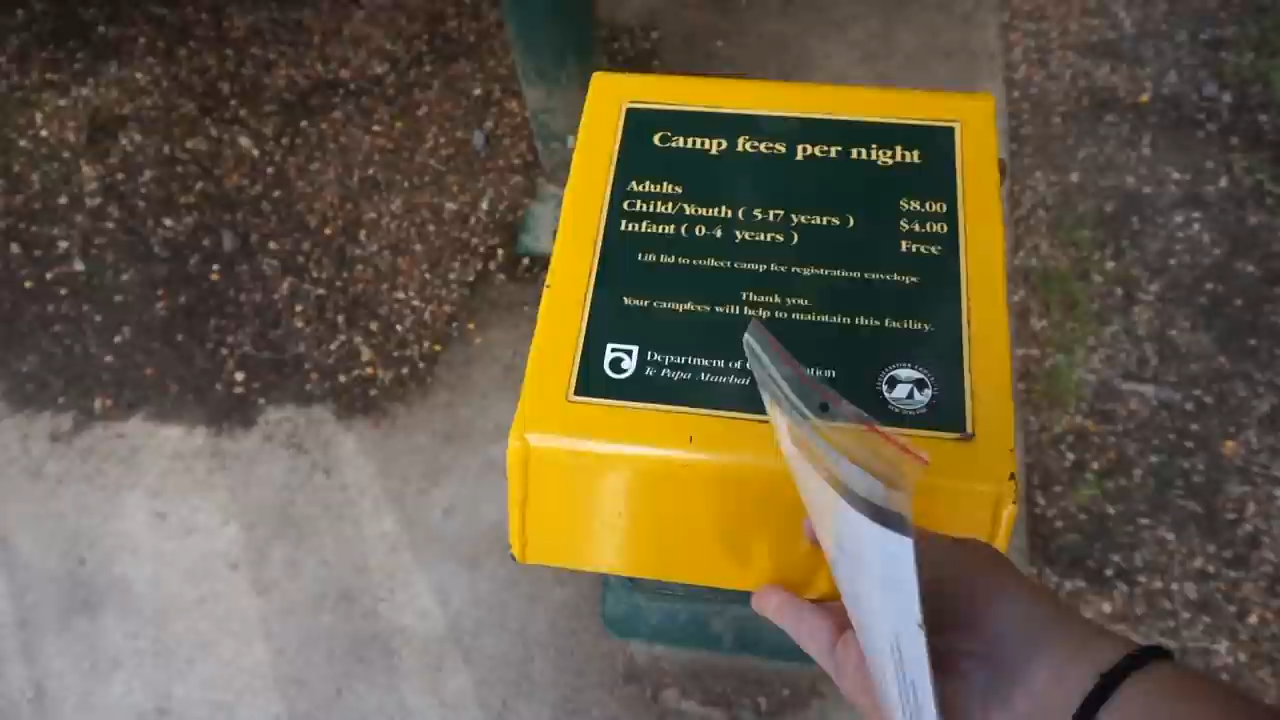 Camp fees per night
Adults $8.00
Child/Youth ( 5-17 years ) $4.00
Infant ( 0-4 years ) Free
Lift lid to collect camp fee registration envelope
Thank you.
Your campfees will help to maintain this facility.
Department of
Te Papa Atawhai